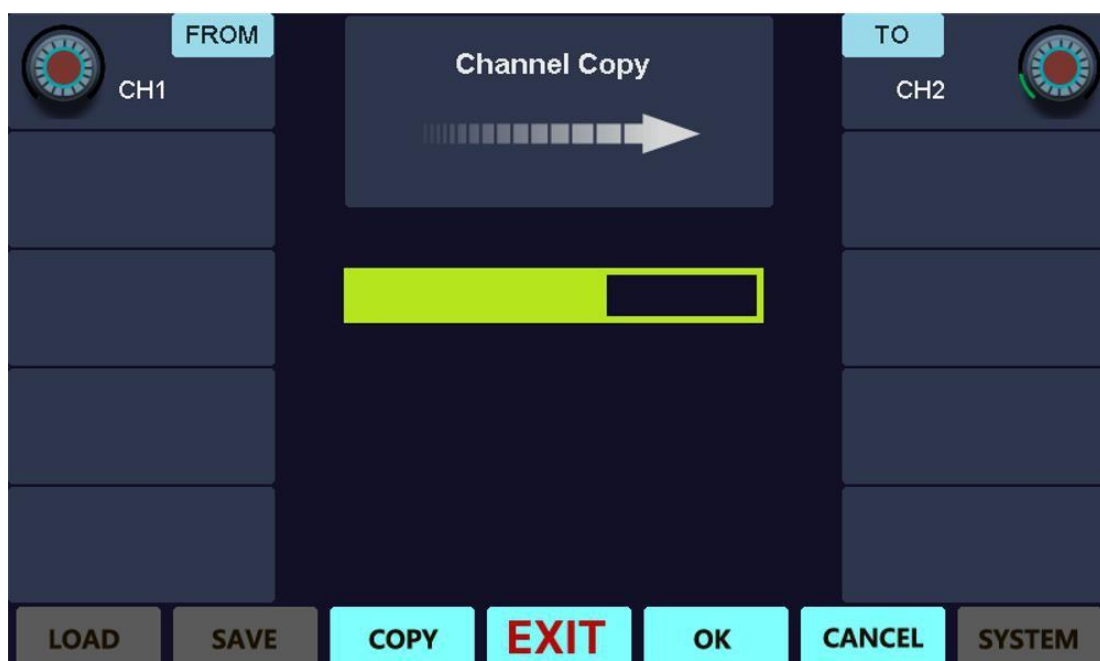 FROM
CH1
Channel Copy
TO
CH2
LOAD SAVE COPY EXIT OK CANCEL SYSTEM